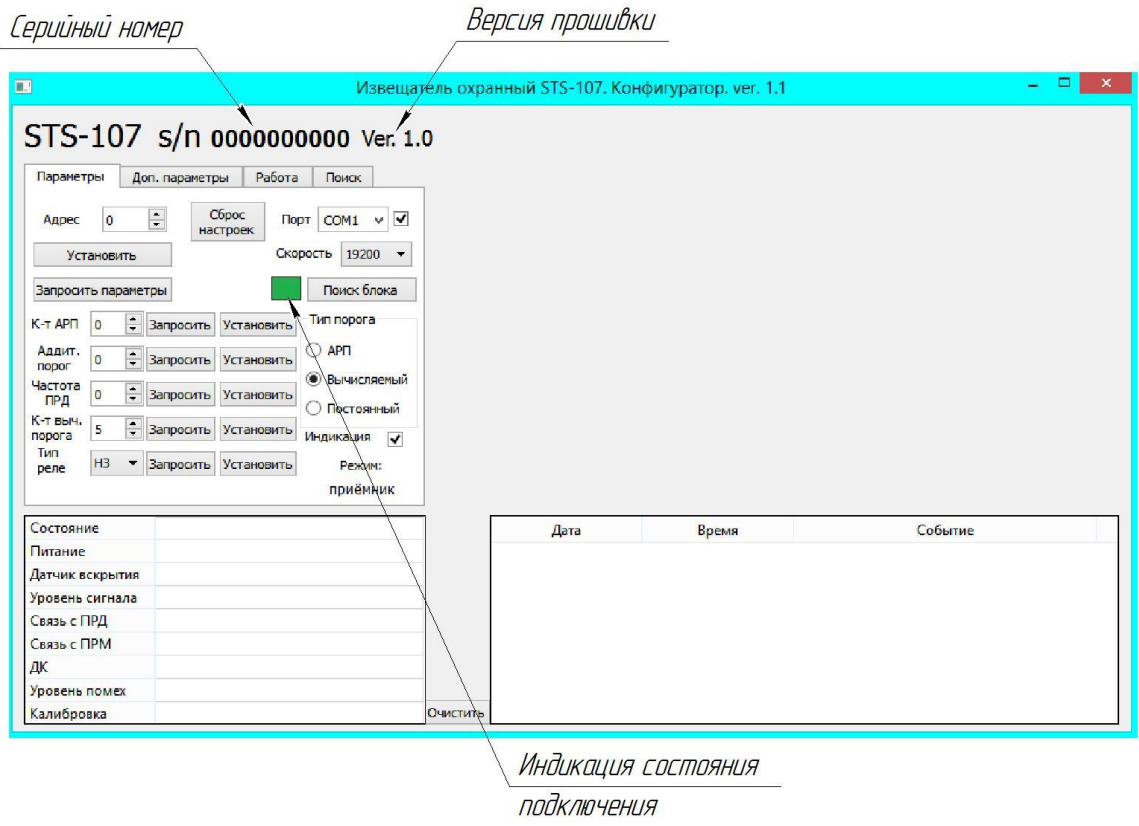 Серийный номер
Версия прошивки
Извещатель охранный STS-107. Конфигуратор. ver. 1.1
STS-107 s/n 0000000000 Ver. 1.0
Параметры Доп. параметры Работа Поиск
Адрес 0 Сброс настроек Порт COM1
Установить Скорость 19200
Запросить параметры Поиск блока
К-т АРП 0 Запросить Установить Тип порога
Аддит. порог 0 Запросить Установить АРП
Частота ПРД 0 Запросить Установить Вычисляемый
К-т выч. порога 5 Запросить Установить Постоянный
Индикация
Тип реле НЗ Запросить Установить Режим:
приёмник
Состояние
Питание
Датчик вскрытия
Уровень сигнала
Связь с ПРД
Связь с ПРМ
ДК
Уровень помех
Калибровка
Очистить
Дата Время Событие
Индикация состояния
подключения